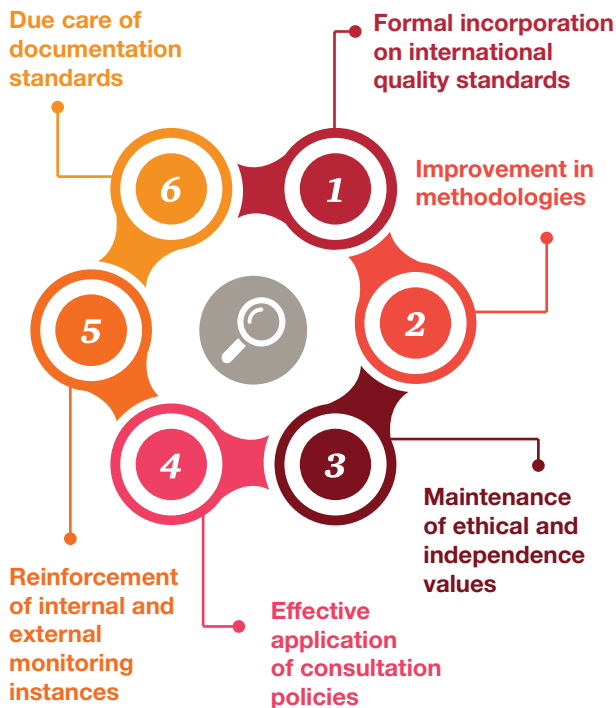 Due care of
documentation
standards
Formal incorporation
on international
quality standards
Improvement in
methodologies
6
1
5
2
4
3
Maintenance
of ethical and
independence
values
Reinforcement
of internal and
external
monitoring
instances
Effective
application
of consultation
policies